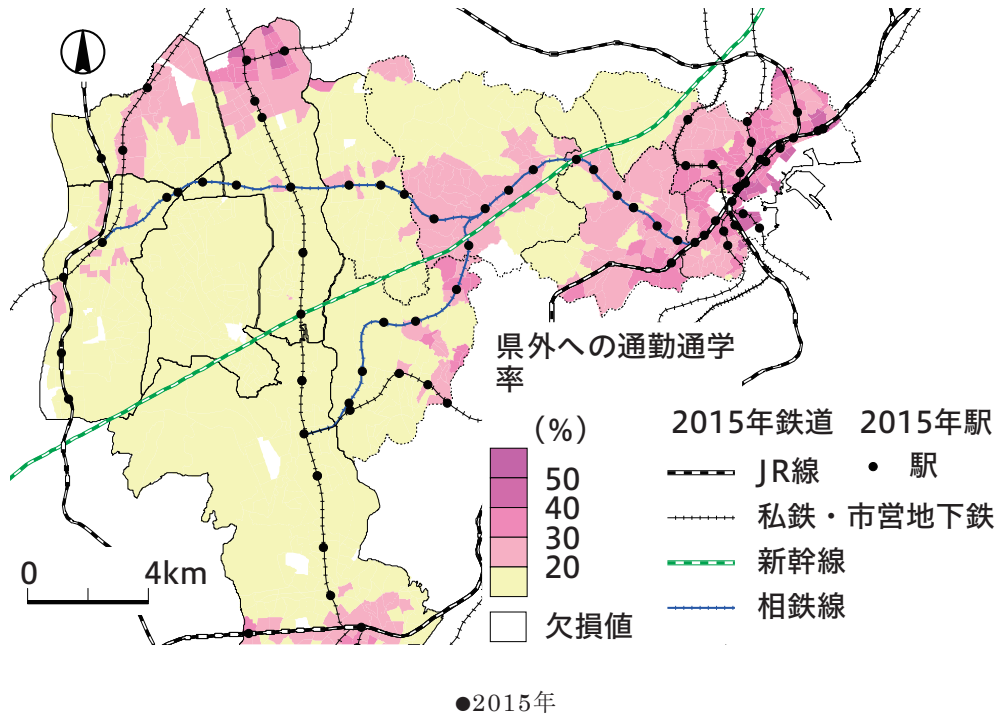 県外への通勤通学
率
(%)
50
40
30
20
欠損値
2015年鉄道 2015年駅
JR線 駅
私鉄・市営地下鉄
新幹線
相鉄線
0 4km
●2015年